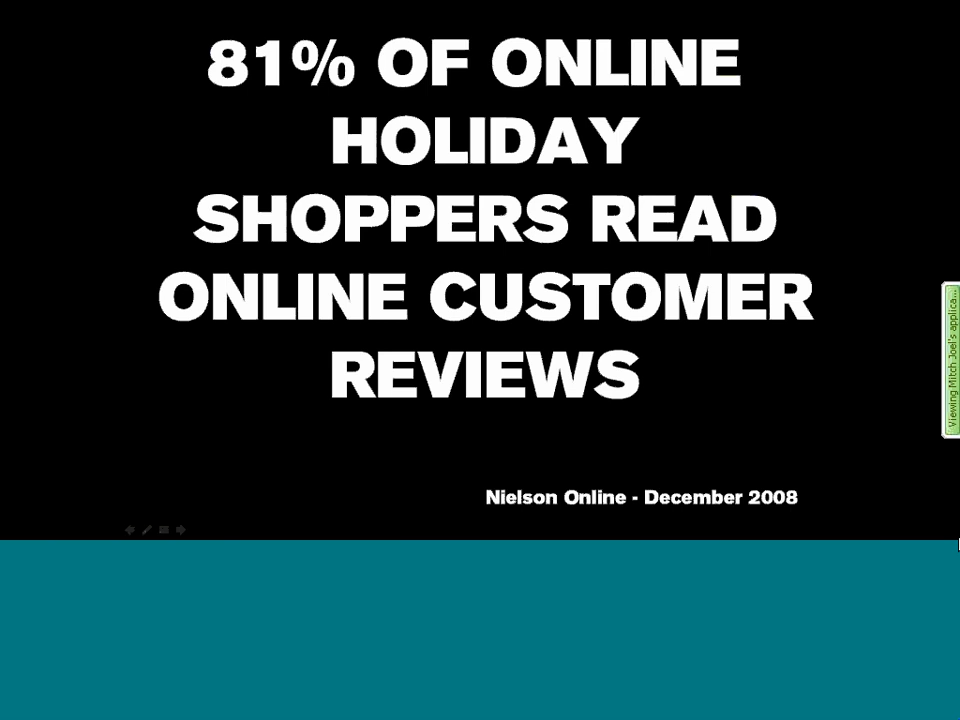 81% OF ONLINE
HOLIDAY
SHOPPERS READ
ONLINE CUSTOMER
REVIEWS
Nielson Online - December 2008
Viewing Mitch Joel's applica...